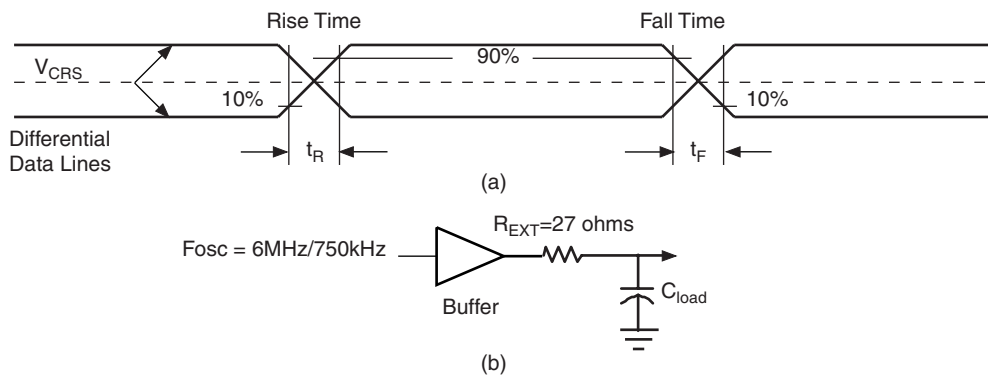 Rise Time
Fall Time
VCRS
90%
10%
10%
Differential
Data Lines
tR
tF
(a)
REXT=27 ohms
Fosc = 6MHz/750kHz
Cload
Buffer
(b)